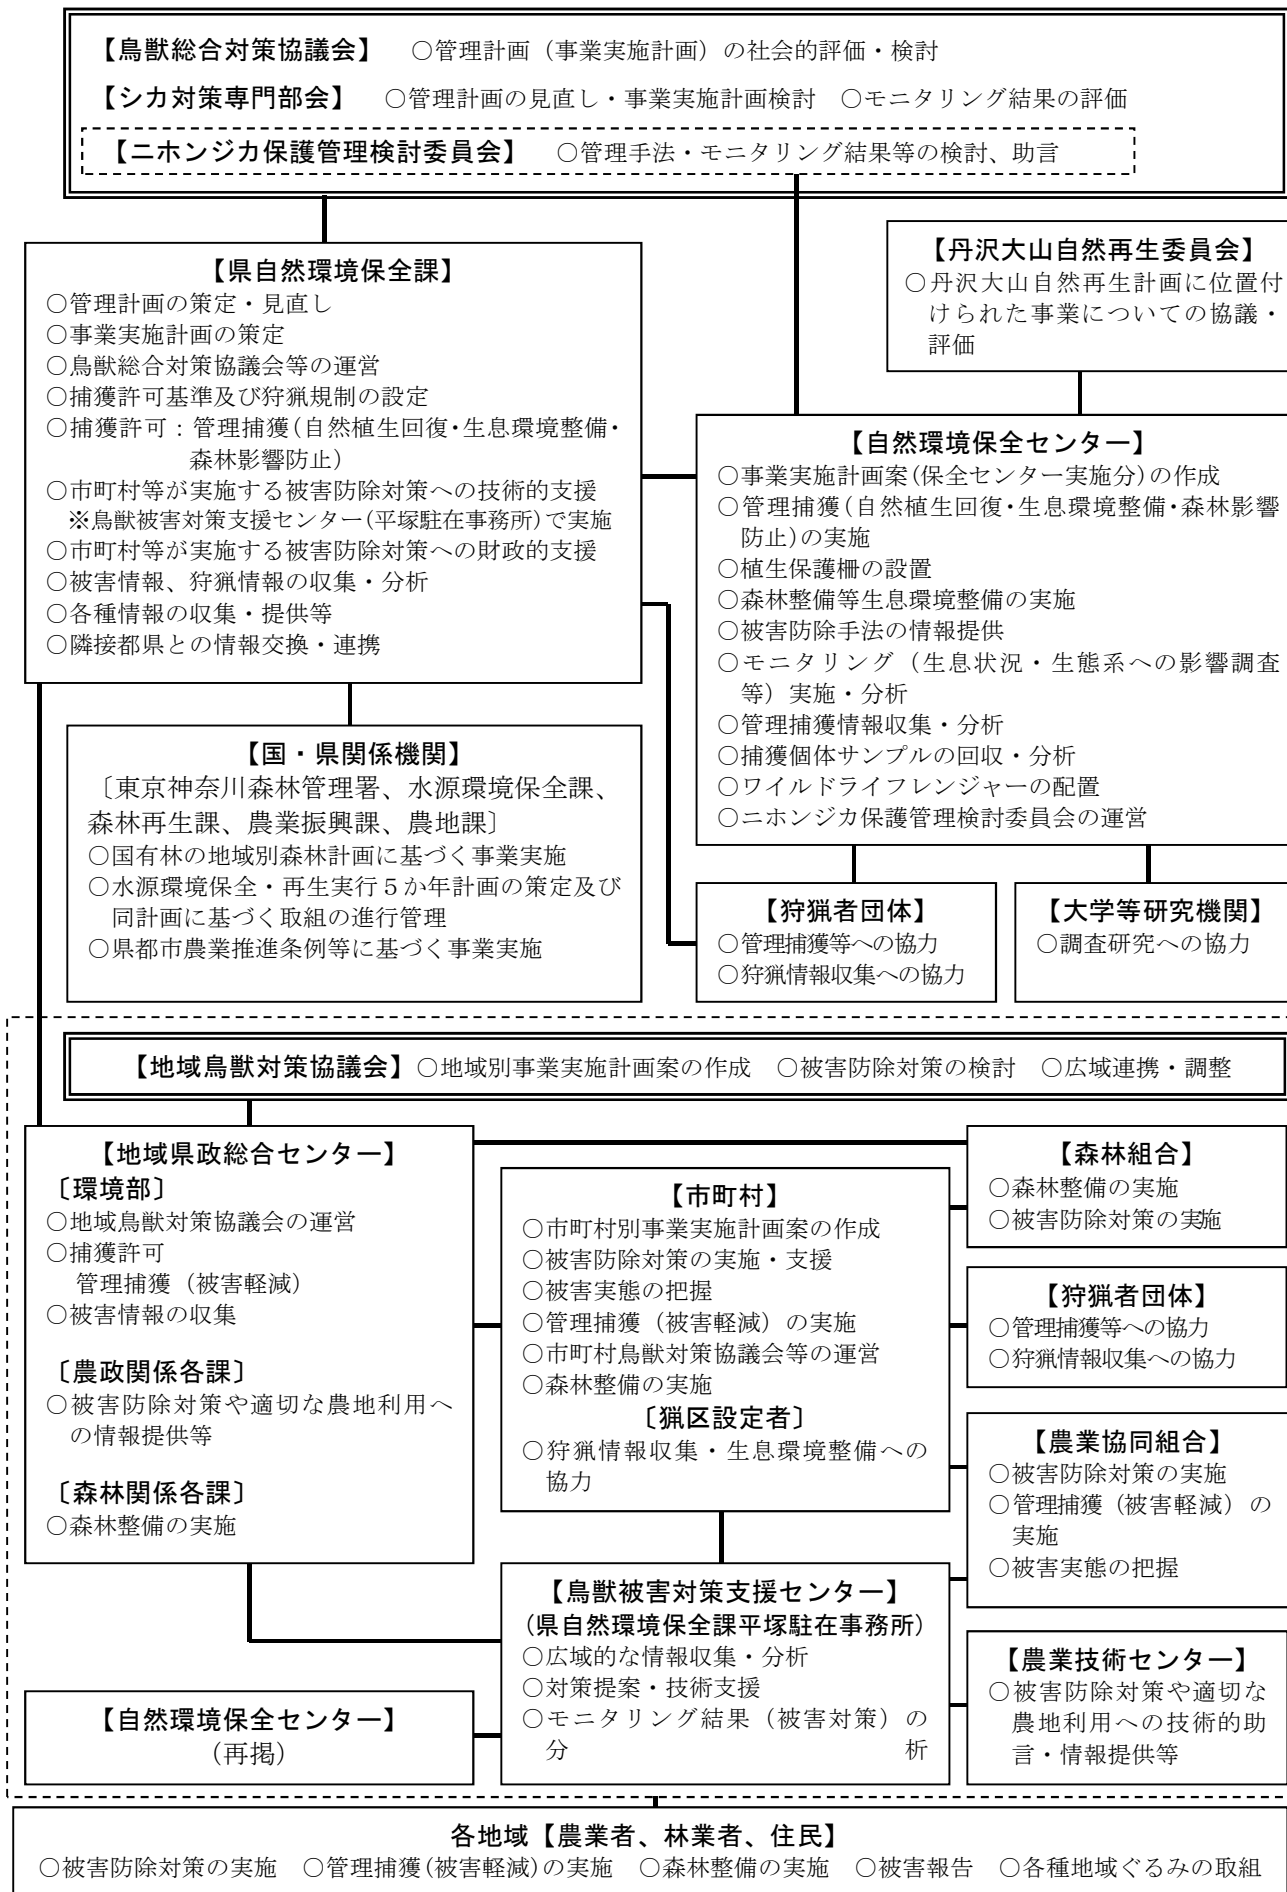 【鳥獣総合対策協議会】 ○管理計画（事業実施計画）の社会的評価・検討
【シカ対策専門部会】 ○管理計画の見直し・事業実施計画検討 ○モニタリング結果の評価
【ニホンジカ保護管理検討委員会】 ○管理手法・モニタリング結果等の検討、助言
【県自然環境保全課】
○管理計画の策定・見直し
○事業実施計画の策定
○鳥獣総合対策協議会等の運営
○捕獲許可基準及び狩猟規制の設定
○捕獲許可：管理捕獲(自然植生回復・生息環境整備・
森林影響防止)
○市町村等が実施する被害防除対策への技術的支援
※鳥獣被害対策支援センター(平塚駐在事務所)で実施
○市町村等が実施する被害防除対策への財政的支援
○被害情報、狩猟情報の収集・分析
○各種情報の収集・提供等
○隣接都県との情報交換・連携
【丹沢大山自然再生委員会】
○丹沢大山自然再生計画に位置付
けられた事業についての協議・
評価
【自然環境保全センター】
○事業実施計画案(保全センター実施分)の作成
○管理捕獲(自然植生回復・生息環境整備・森林影響
防止)の実施
○植生保護柵の設置
○森林整備等生息環境整備の実施
○被害防除手法の情報提供
○モニタリング（生息状況・生態系への影響調査
等）実施・分析
○管理捕獲情報収集・分析
○捕獲個体サンプルの回収・分析
○ワイルドライフレンジャーの配置
○ニホンジカ保護管理検討委員会の運営
【国・県関係機関】
〔東京神奈川森林管理署、水源環境保全課、
森林再生課、農業振興課、農地課〕
○国有林の地域別森林計画に基づく事業実施
○水源環境保全・再生実行５か年計画の策定及び
同計画に基づく取組の進行管理
○県都市農業推進条例等に基づく事業実施
【狩猟者団体】
○管理捕獲等への協力
○狩猟情報収集への協力
【大学等研究機関】
○調査研究への協力
【地域鳥獣対策協議会】○地域別事業実施計画案の作成 ○被害防除対策の検討 ○広域連携・調整
【地域県政総合センター】
〔環境部〕
○地域鳥獣対策協議会の運営
○捕獲許可
管理捕獲（被害軽減）
○被害情報の収集
〔農政関係各課〕
○被害防除対策や適切な農地利用へ
の情報提供等
〔森林関係各課〕
○森林整備の実施
【市町村】
○市町村別事業実施計画案の作成
○被害防除対策の実施・支援
○被害実態の把握
○管理捕獲（被害軽減）の実施
○市町村鳥獣対策協議会等の運営
○森林整備の実施
〔猟区設定者〕
○狩猟情報収集・生息環境整備への
協力
【森林組合】
○森林整備の実施
○被害防除対策の実施
【狩猟者団体】
○管理捕獲等への協力
○狩猟情報収集への協力
【農業協同組合】
○被害防除対策の実施
○管理捕獲（被害軽減）の
実施
○被害実態の把握
【鳥獣被害対策支援センター】
(県自然環境保全課平塚駐在事務所)
○広域的な情報収集・分析
○対策提案・技術支援
○モニタリング結果（被害対策）の
分析
【農業技術センター】
○被害防除対策や適切な
農地利用への技術的助
言・情報提供等
【自然環境保全センター】
(再掲)
各地域【農業者、林業者、住民】
○被害防除対策の実施 ○管理捕獲(被害軽減)の実施 ○森林整備の実施 ○被害報告 ○各種地域ぐるみの取組